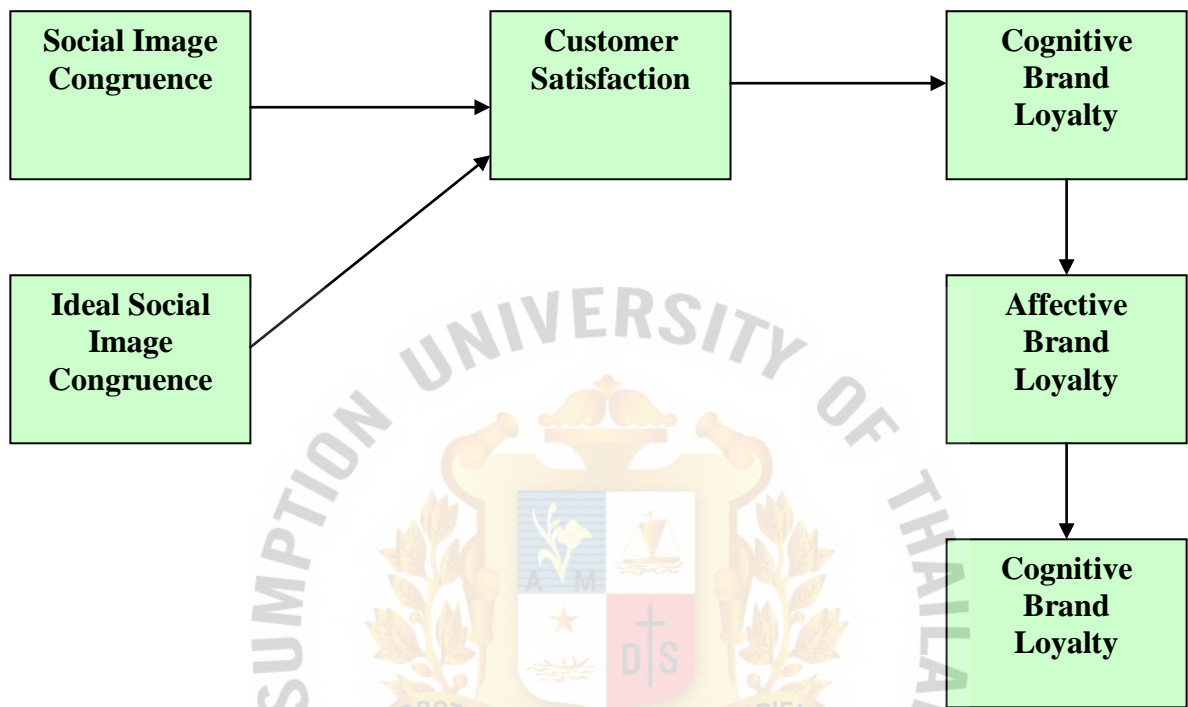 Social Image
Congruence
Customer
Satisfaction
Cognitive
Brand
Loyalty
Ideal Social
Image
Congruence
Affective
Brand
Loyalty
Cognitive
Brand
Loyalty
SUMPTION UNIVERSITY OF THAILA
A M
D S